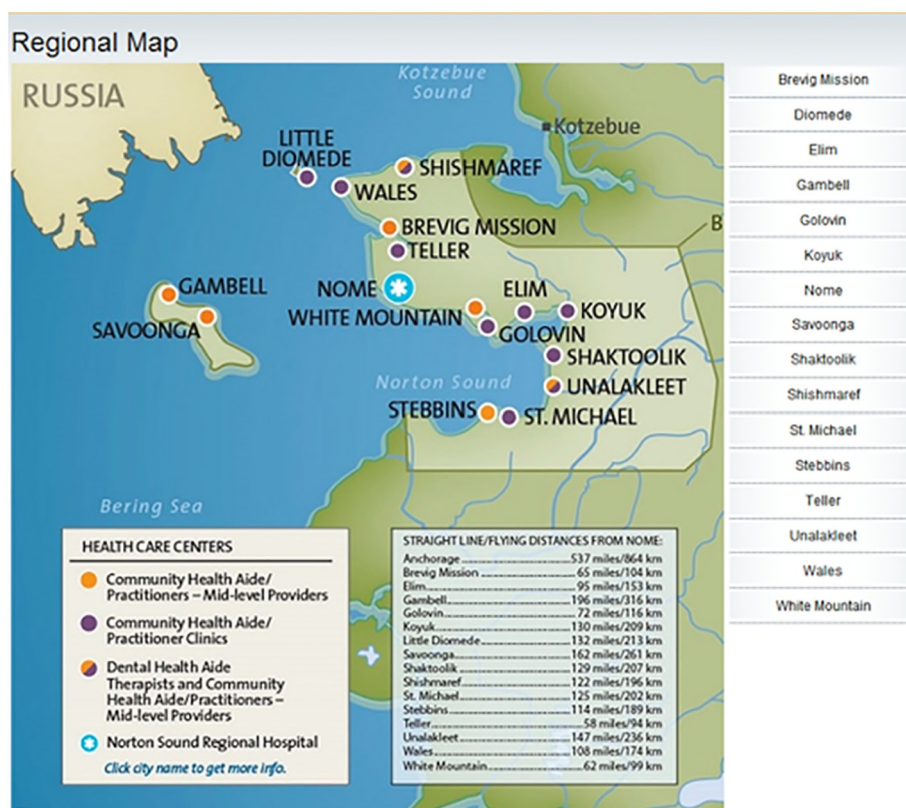 Regional Map
RUSSIA
Kotzebue
Sound
Kotzebue
LITTLE
DIOMEDE
SHISHMAREF
WALES
BREVIG MISSION
B
TELLER
GAMBELL
NOME
ELIM
SAVOONGA
WHITE MOUNTAIN
KOYUK
GOLOVIN
SHAKTOOLIK
Norton Sound
UNALAKLEET
STEBBINS
ST. MICHAEL
Bering Sea
HEALTH CARE CENTERS
Community Health Aide/
Practitioners – Mid-level Providers
Community Health Aide/
Practitioner Clinics
Dental Health Aide
Therapists and Community
Health Aide/Practitioners –
Mid-level Providers
Norton Sound Regional Hospital
Click city name to get more info.
STRAIGHT LINE/FLYING DISTANCES FROM NOME:
Anchorage 537 miles/864 km
Brevig Mission 65 miles/104 km
Elim 95 miles/153 km
Gambell 196 miles/316 km
Golovin 72 miles/116 km
Koyuk 130 miles/209 km
Little Diomede 132 miles/213 km
Savoonga 162 miles/261 km
Shaktoolik 129 miles/207 km
Shishmaref 122 miles/196 km
St. Michael 125 miles/202 km
Stebbins 114 miles/189 km
Teller 58 miles/94 km
Unalakleet 147 miles/236 km
Wales 108 miles/174 km
White Mountain 62 miles/99 km
Brevig Mission
Diomede
Elim
Gambell
Golovin
Koyuk
Nome
Savoonga
Shaktoolik
Shishmaref
St. Michael
Stebbins
Teller
Unalakleet
Wales
White Mountain